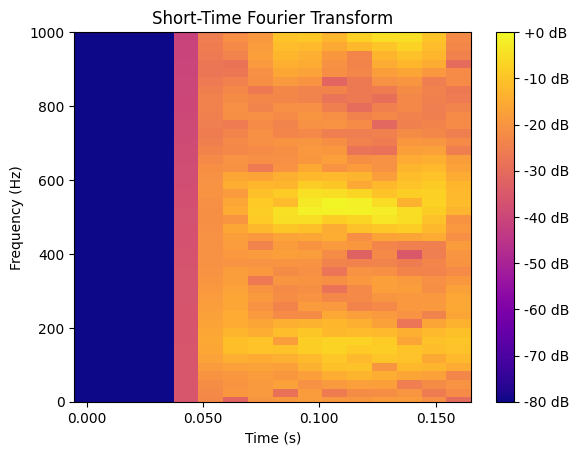 Short-Time Fourier Transform
1000
800
600
400
200
0
Frequency (Hz)
0.000
0.050
0.100
0.150
Time (s)
+0 dB
-10 dB
-20 dB
-30 dB
-40 dB
-50 dB
-60 dB
-70 dB
-80 dB